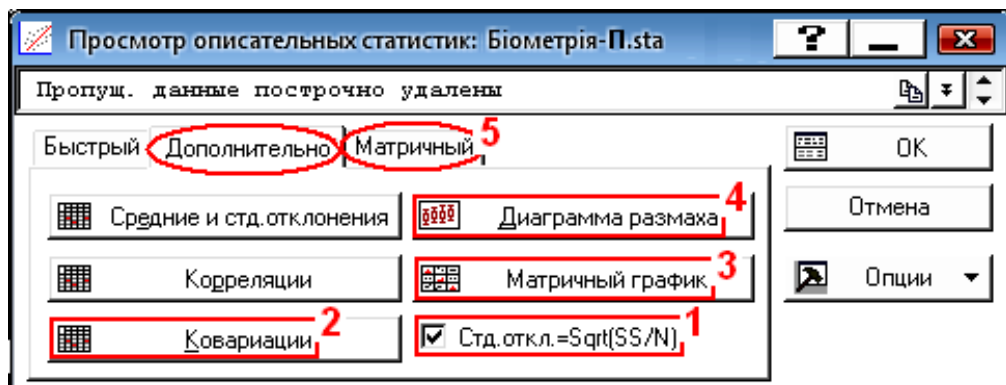 Просмотр описательных статистик: Біометрія-П.sta ?
Пропущ. данные построчно удалены
Быстрый Дополнительно Матричный 5
OK
Средние и стд.отклонения Диаграмма размаха 4
Отмена
Корреляции Матричный график 3
Опции
Ковариации 2 Стд.откл.=Sqrt(SS/N) 1